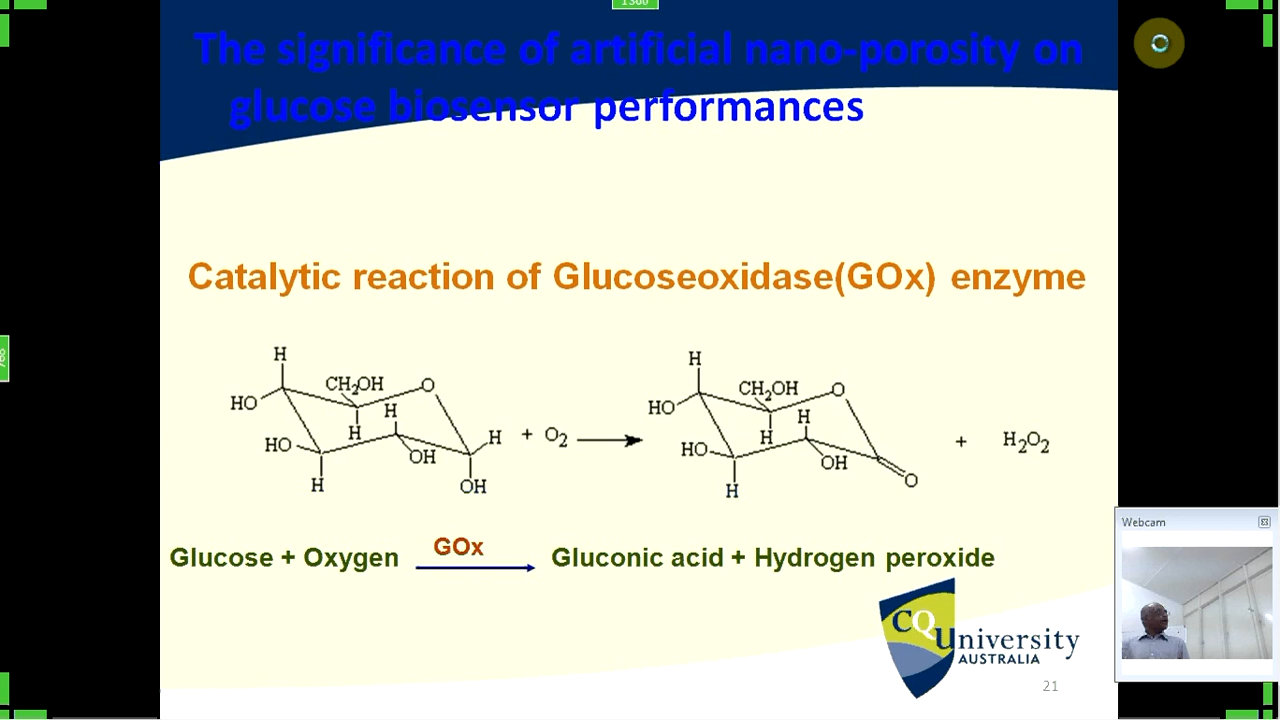 1366
The significance of artificial nano-porosity on
glucose biosensor performances
Catalytic reaction of Glucoseoxidase(GOx) enzyme
H
CH2OH
O
HO
H
H
HO
H
OH
H
OH
+ O2
H
CH2OH
O
HO
H
H
HO
OH
H
O
+ H2O2
Glucose + Oxygen GOx Gluconic acid + Hydrogen peroxide
CQUniversity
AUSTRALIA
21
768
Webcam